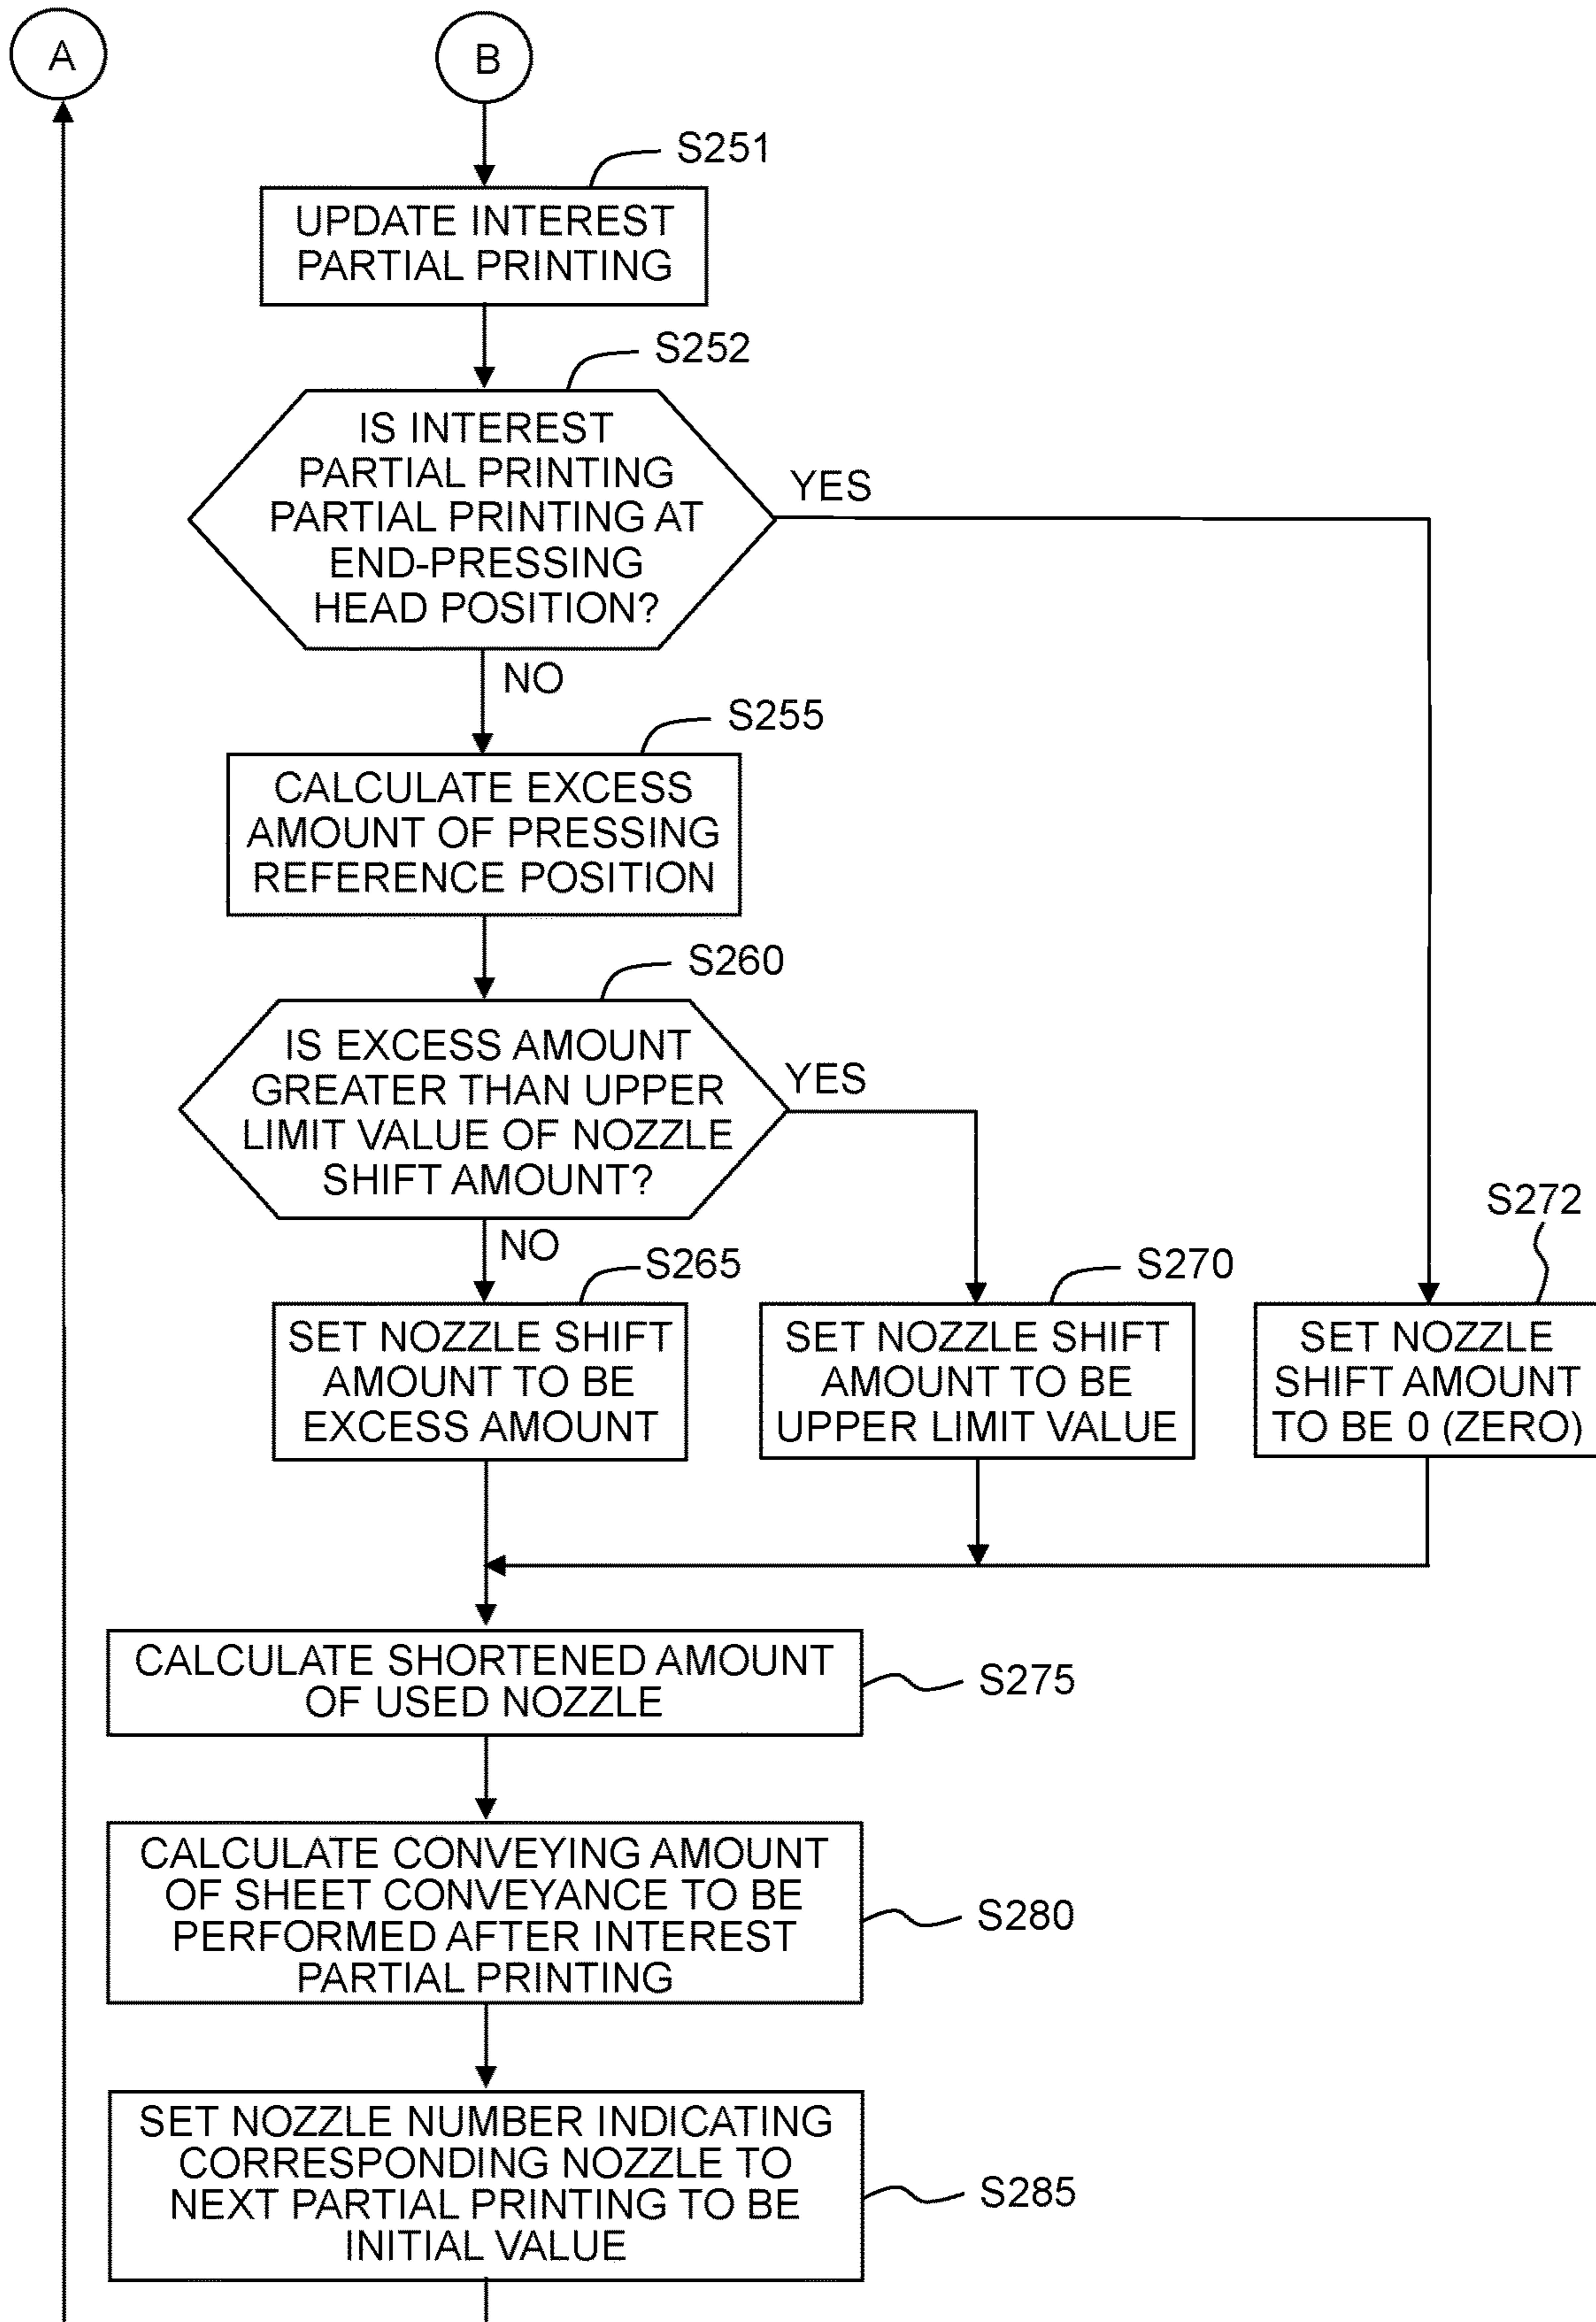 A
B
S251
UPDATE INTEREST
PARTIAL PRINTING
S252
IS INTEREST
PARTIAL PRINTING
PARTIAL PRINTING AT
END-PRESSING
HEAD POSITION?
YES
NO
S255
CALCULATE EXCESS
AMOUNT OF PRESSING
REFERENCE POSITION
S260
IS EXCESS AMOUNT
GREATER THAN UPPER
LIMIT VALUE OF NOZZLE
SHIFT AMOUNT?
YES
NO
S265
SET NOZZLE SHIFT
AMOUNT TO BE
EXCESS AMOUNT
S270
SET NOZZLE SHIFT
AMOUNT TO BE
UPPER LIMIT VALUE
S272
SET NOZZLE
SHIFT AMOUNT
TO BE 0 (ZERO)
CALCULATE SHORTENED AMOUNT
OF USED NOZZLE
S275
CALCULATE CONVEYING AMOUNT
OF SHEET CONVEYANCE TO BE
PERFORMED AFTER INTEREST
PARTIAL PRINTING
S280
SET NOZZLE NUMBER INDICATING
CORRESPONDING NOZZLE TO
NEXT PARTIAL PRINTING TO BE
INITIAL VALUE
S285